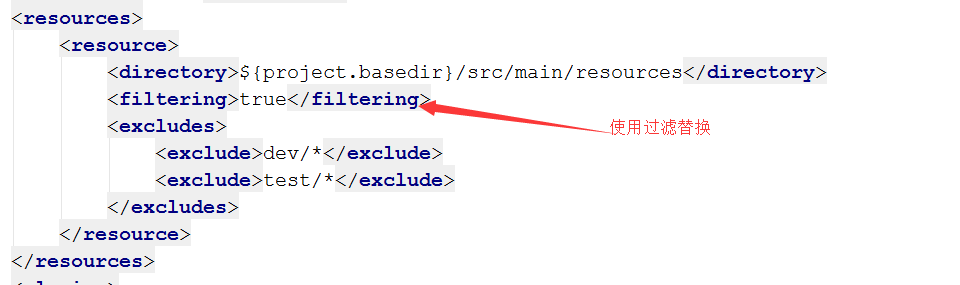 <resources>
<resource>
<directory>${project.basedir}/src/main/resources</directory>
<filtering>true</filtering>
使用过滤替换
<excludes>
<exclude>dev/*</exclude>
<exclude>test/*</exclude>
</excludes>
</resource>
</resources>